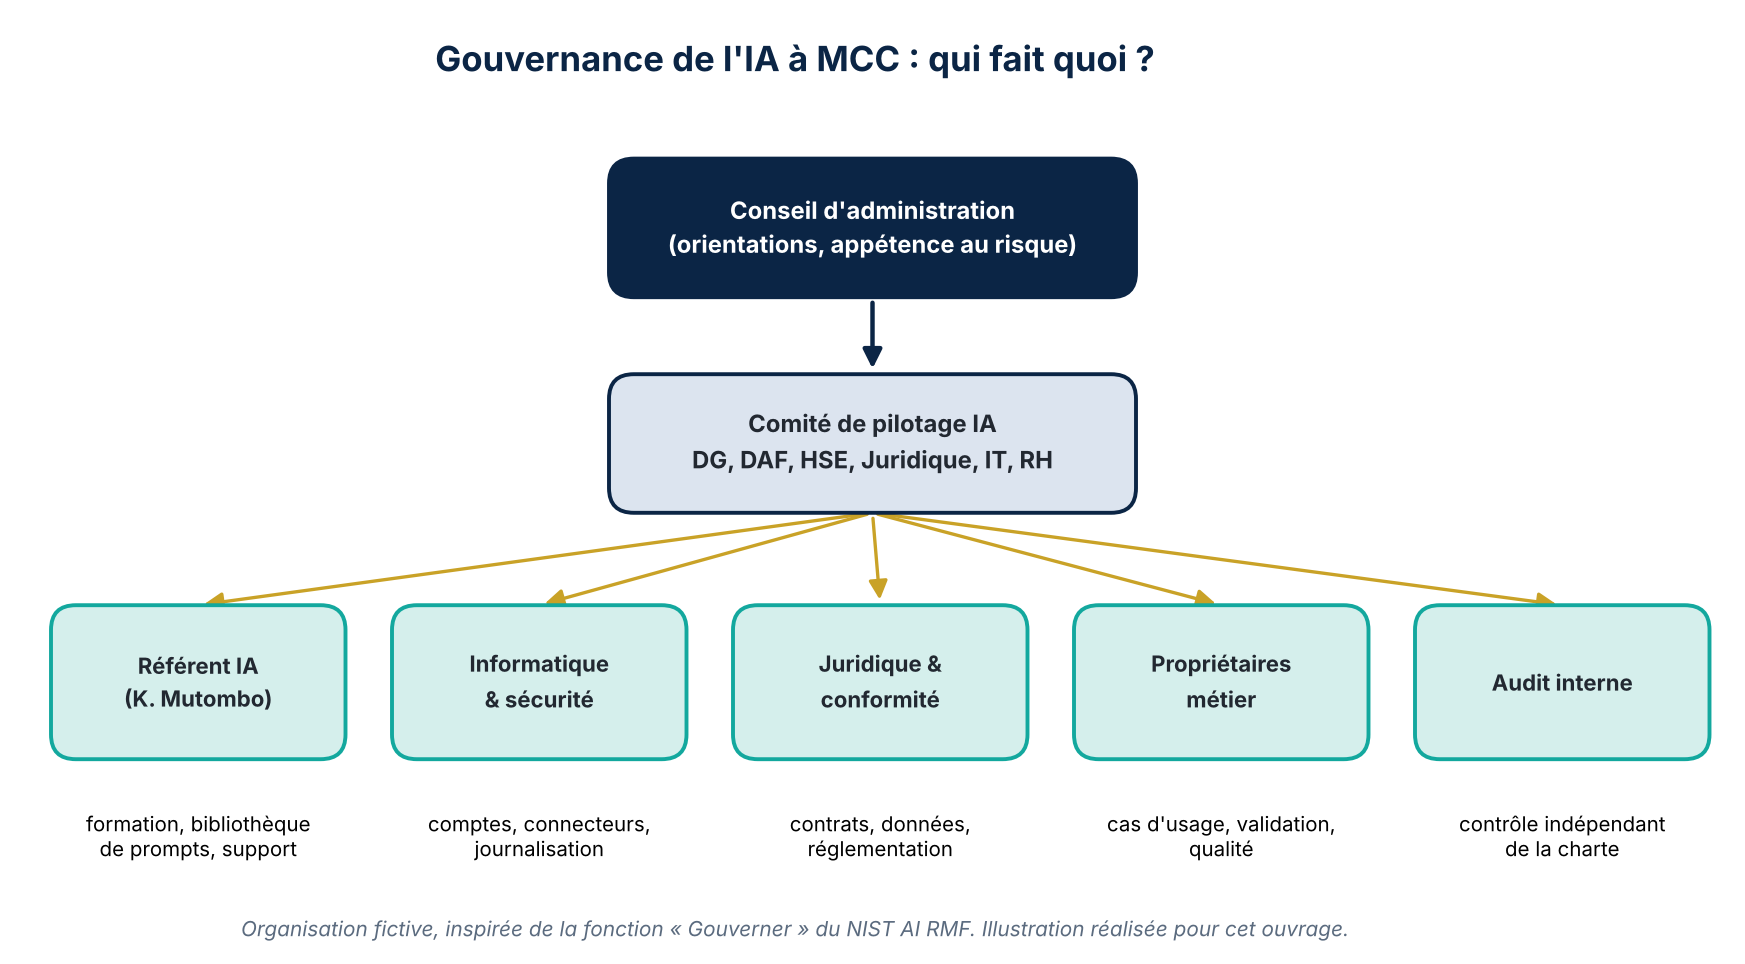 Gouvernance de l'IA à MCC : qui fait quoi ?
Conseil d'administration
(orientations, appétence au risque)
Comité de pilotage IA
DG, DAF, HSE, Juridique, IT, RH
Référent IA
(K. Mutombo)
Informatique
& sécurité
Juridique &
conformité
Propriétaires
métier
Audit interne
formation, bibliothèque
de prompts, support
comptes, connecteurs,
journalisation
contrats, données,
réglementation
cas d'usage, validation,
qualité
contrôle indépendant
de la charte
Organisation fictive, inspirée de la fonction « Gouverner » du NIST AI RMF. Illustration réalisée pour cet ouvrage.